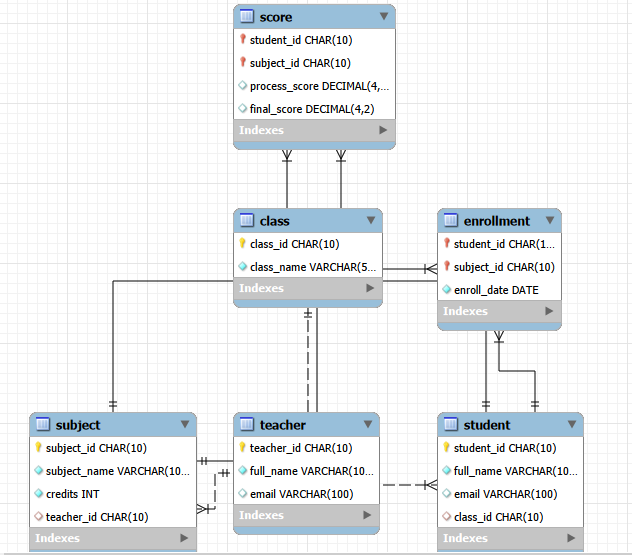 score
student_id CHAR(10)
subject_id CHAR(10)
process_score DECIMAL(4,...
final_score DECIMAL(4,2)
Indexes
class
class_id CHAR(10)
class_name VARCHAR(5...
Indexes
enrollment
student_id CHAR(1...
subject_id CHAR(10)
enroll_date DATE
Indexes
subject
subject_id CHAR(10)
subject_name VARCHAR(10...
credits INT
teacher_id CHAR(10)
Indexes
teacher
teacher_id CHAR(10)
full_name VARCHAR(10...
email VARCHAR(100)
Indexes
student
student_id CHAR(10)
full_name VARCHAR(10...
email VARCHAR(100)
class_id CHAR(10)
Indexes